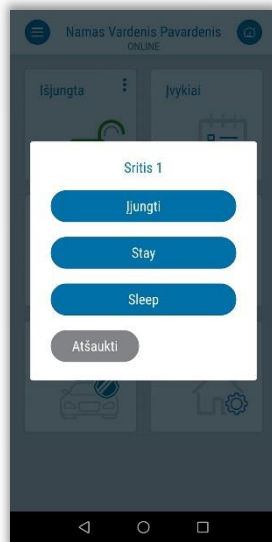 Namas Vardenis Pavardenis
ONLINE
Išjungta
Įvykiai
Sritis 1
Įjungti
Stay
Sleep
Atšaukti